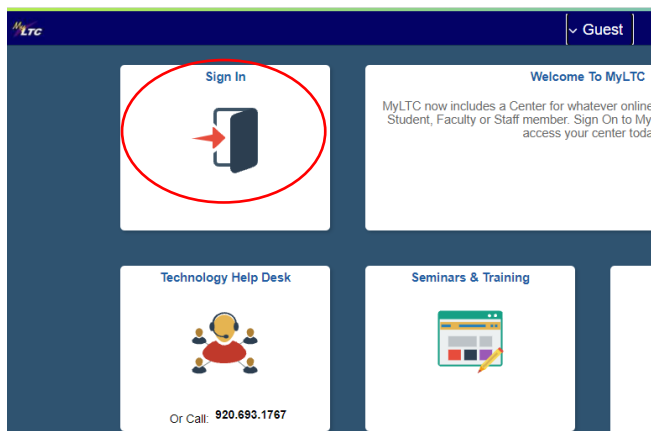 MyLTC
Guest
Sign In
Welcome To MyLTC
MyLTC now includes a Center for whatever online
Student, Faculty or Staff member. Sign On to My
access your center toda
Technology Help Desk
Seminars & Training
Or Call: 920.693.1767